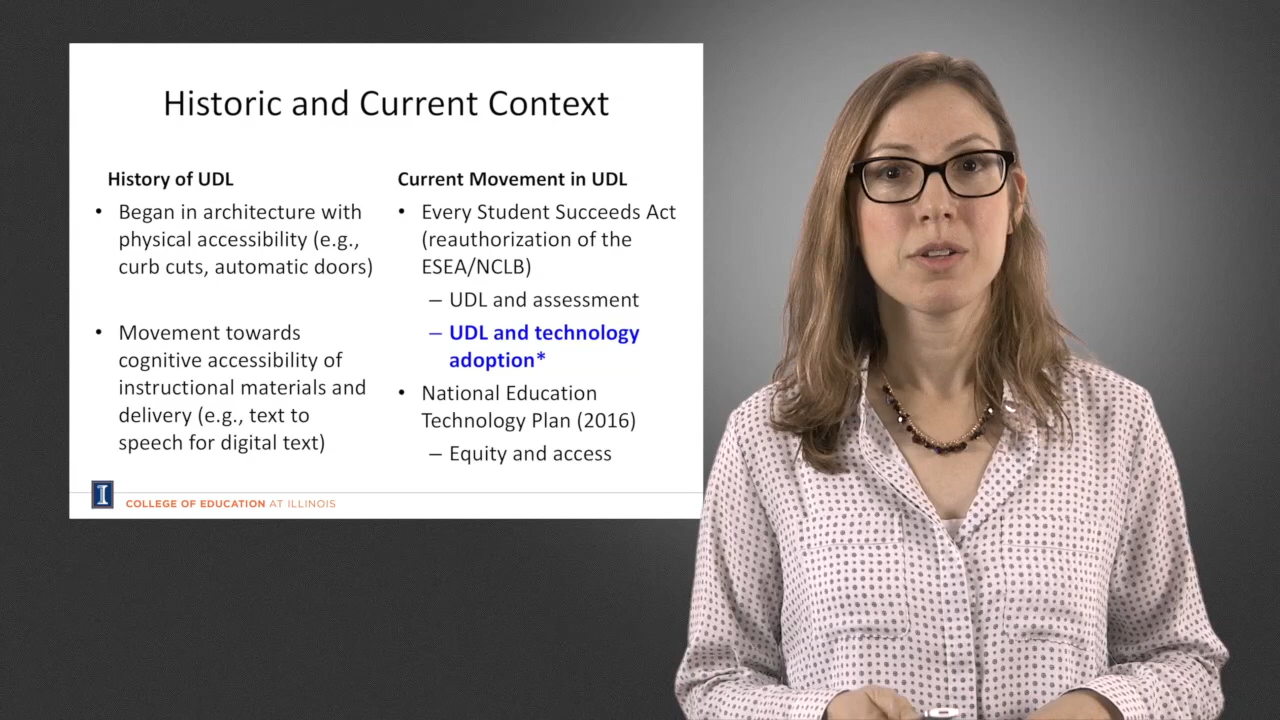 Historic and Current Context
History of UDL
• Began in architecture with
physical accessibility (e.g.,
curb cuts, automatic doors)
• Movement towards
cognitive accessibility of
instructional materials and
delivery (e.g., text to
speech for digital text)
Current Movement in UDL
• Every Student Succeeds Act
(reauthorization of the
ESEA/NCLB)
– UDL and assessment
– UDL and technology
adoption*
• National Education
Technology Plan (2016)
– Equity and access
I
COLLEGE OF EDUCATION AT ILLINOIS